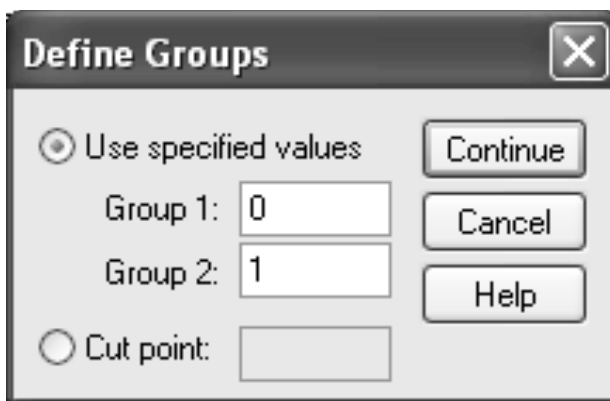 Define Groups
Use specified values
Group 1: 0
Group 2: 1
Cut point:
Continue
Cancel
Help